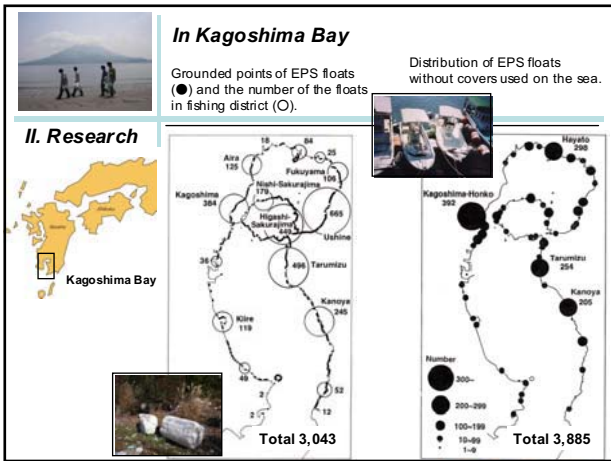 In Kagoshima Bay
Grounded points of EPS floats
(●) and the number of the floats
in fishing district (○).
Distribution of EPS floats
without covers used on the sea.
II. Research
Kagoshima Bay
18
84
25
Aira
125
Fukuyama
106
Nishi-Sakurajima
179
Kagoshima
384
Higashi-
Sakurajima
449
665
Ushine
36
496
Tarumizu
Kiire
119
Kanoya
245
49
2
2
52
12
Total 3,043
Hayato
298
Kagoshima-Honko
392
Tarumizu
254
Kanoya
205
Number
300~
200~299
100~199
10~99
1~9
Total 3,885